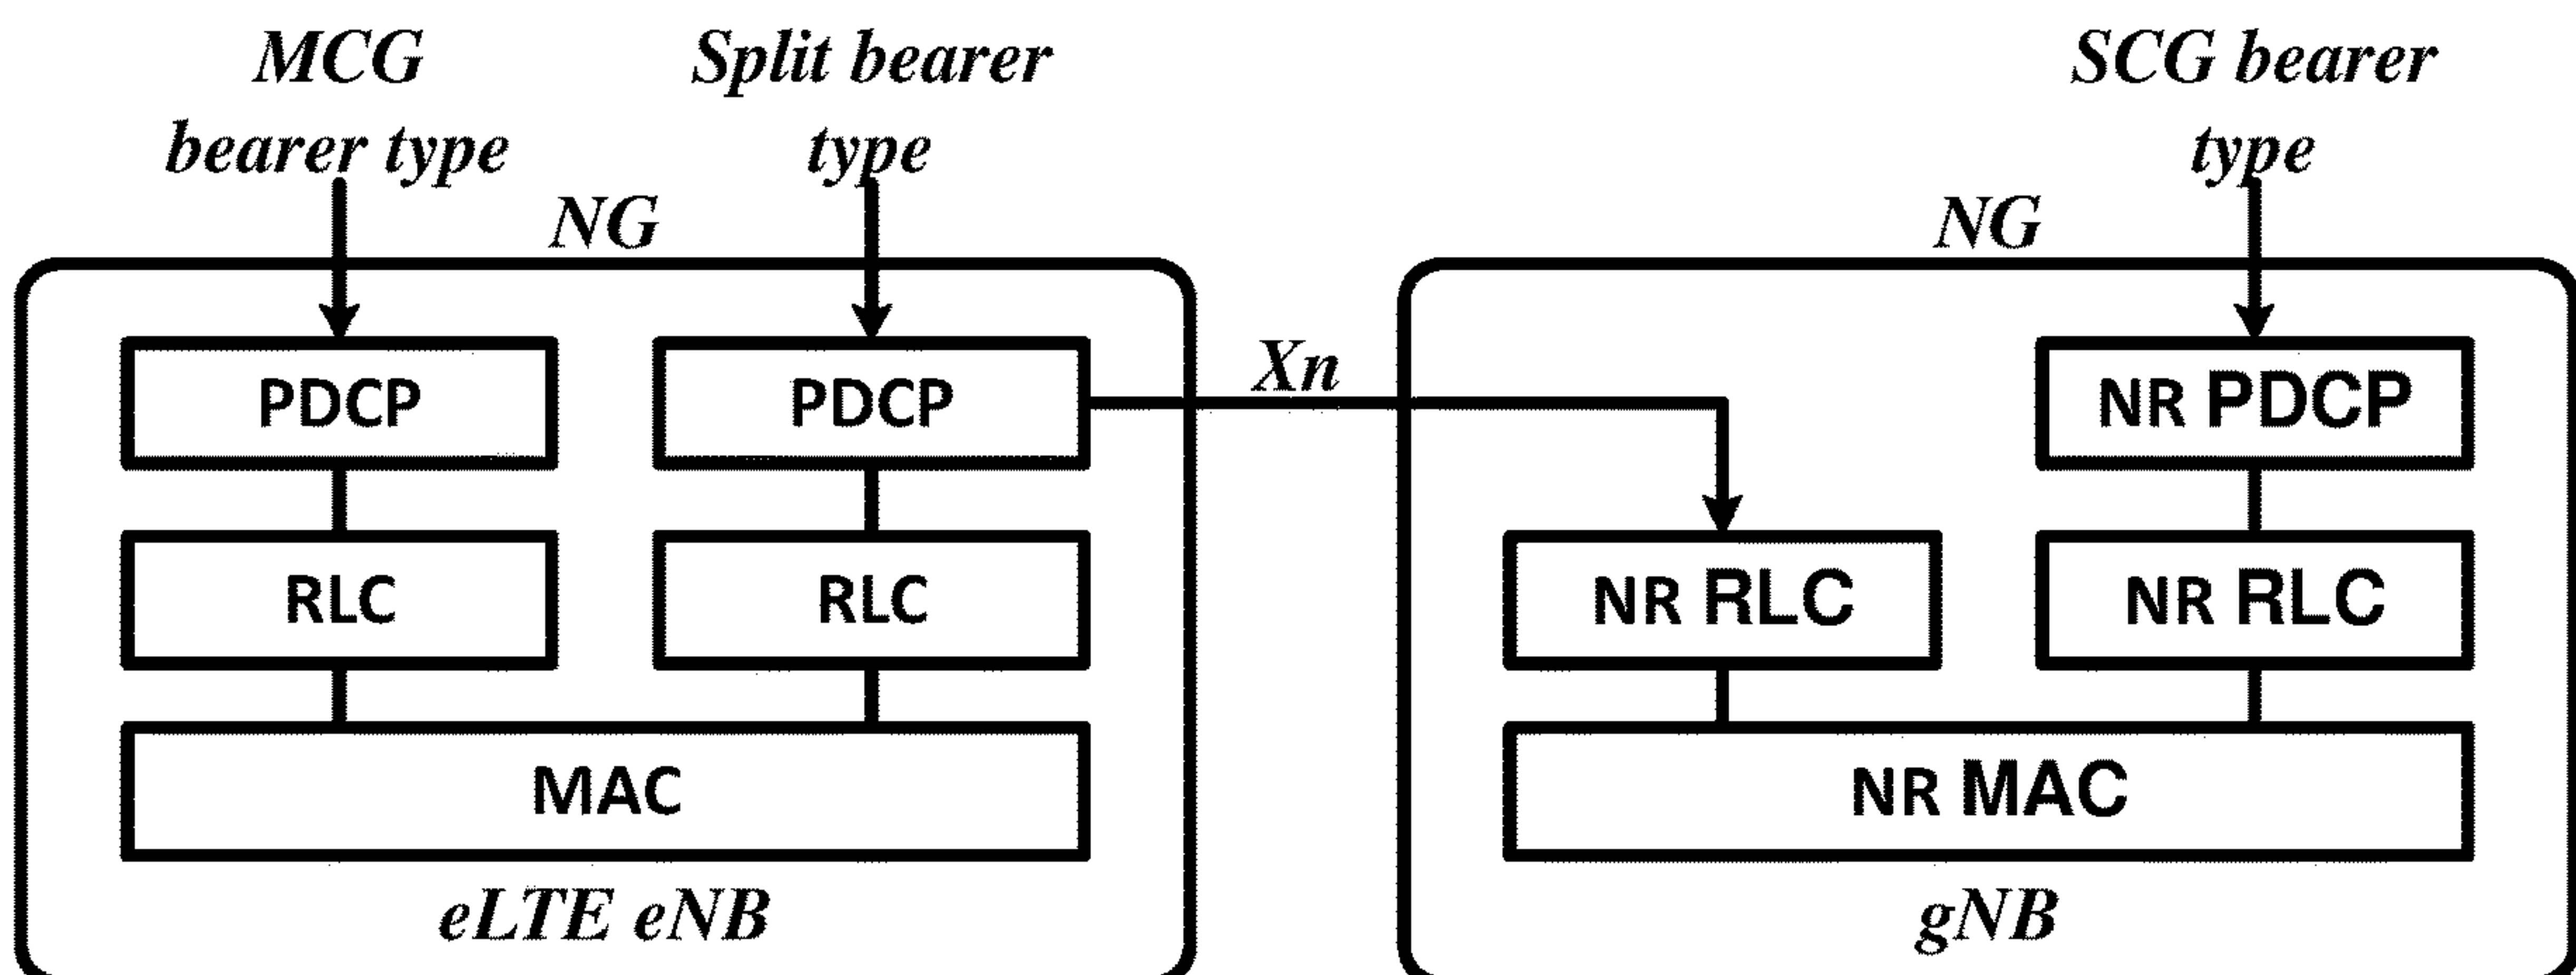 MCG
bearer type
Split bearer
type
SCG bearer
type
NG
NG
Xn
PDCP
PDCP
NR PDCP
RLC
RLC
NR RLC
NR RLC
MAC
NR MAC
eLTE eNB
gNB